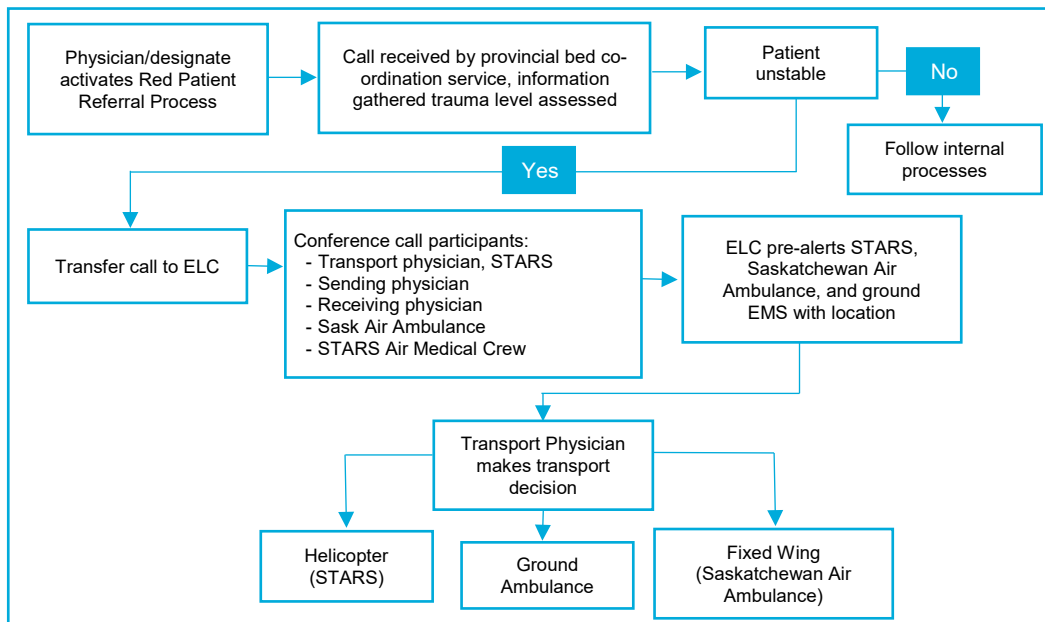 Physician/designate
activates Red Patient
Referral Process
Call received by provincial bed co-
ordination service, information
gathered trauma level assessed
Patient
unstable
No
Follow internal
processes
Yes
Transfer call to ELC
Conference call participants:
- Transport physician, STARS
- Sending physician
- Receiving physician
- Sask Air Ambulance
- STARS Air Medical Crew
ELC pre-alerts STARS,
Saskatchewan Air
Ambulance, and ground
EMS with location
Transport Physician
makes transport
decision
Helicopter
(STARS)
Ground
Ambulance
Fixed Wing
(Saskatchewan Air
Ambulance)